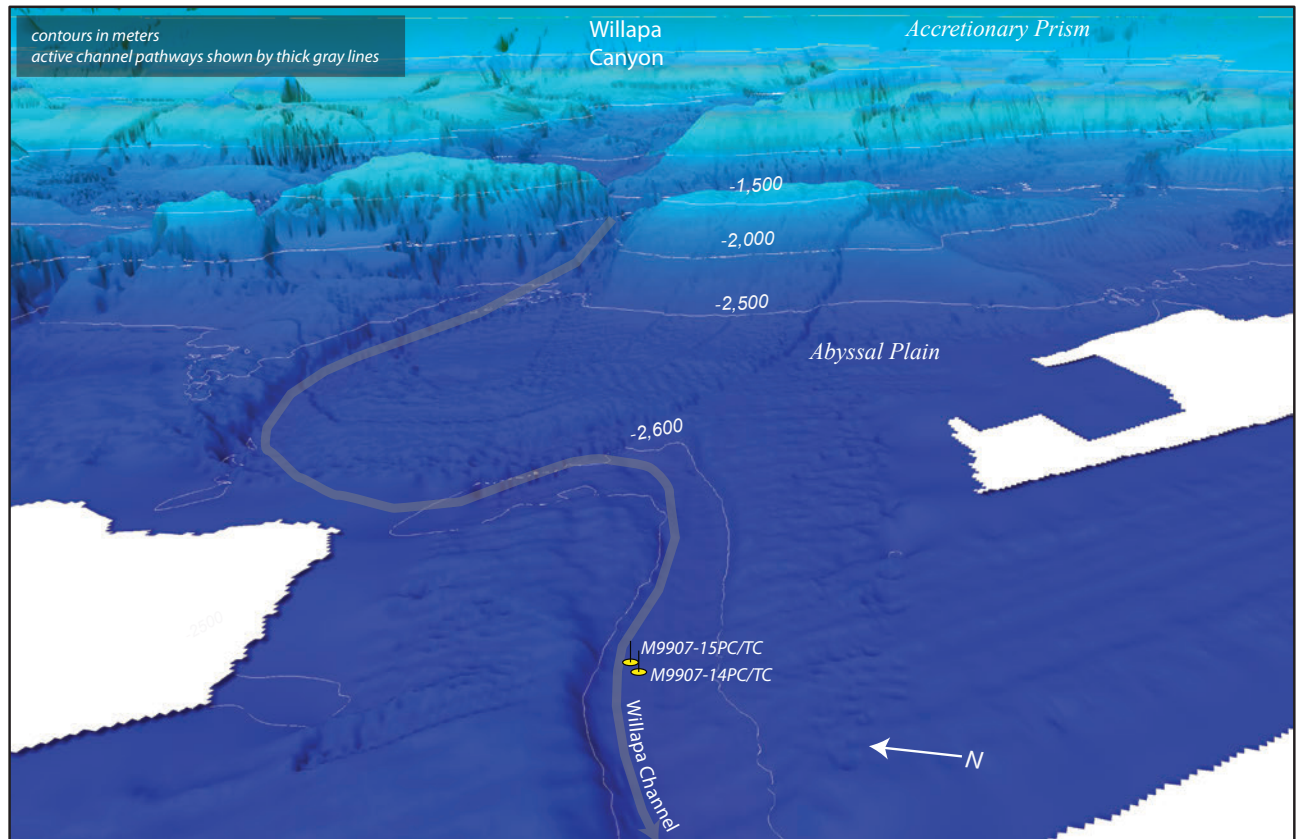 contours in meters
active channel pathways shown by thick gray lines
Willapa
Canyon
Accretionary Prism
-1,500
-2,000
-2,500
Abyssal Plain
-2,600
-2500
M9907-15PC/TC
M9907-14PC/TC
Willapa Channel
N